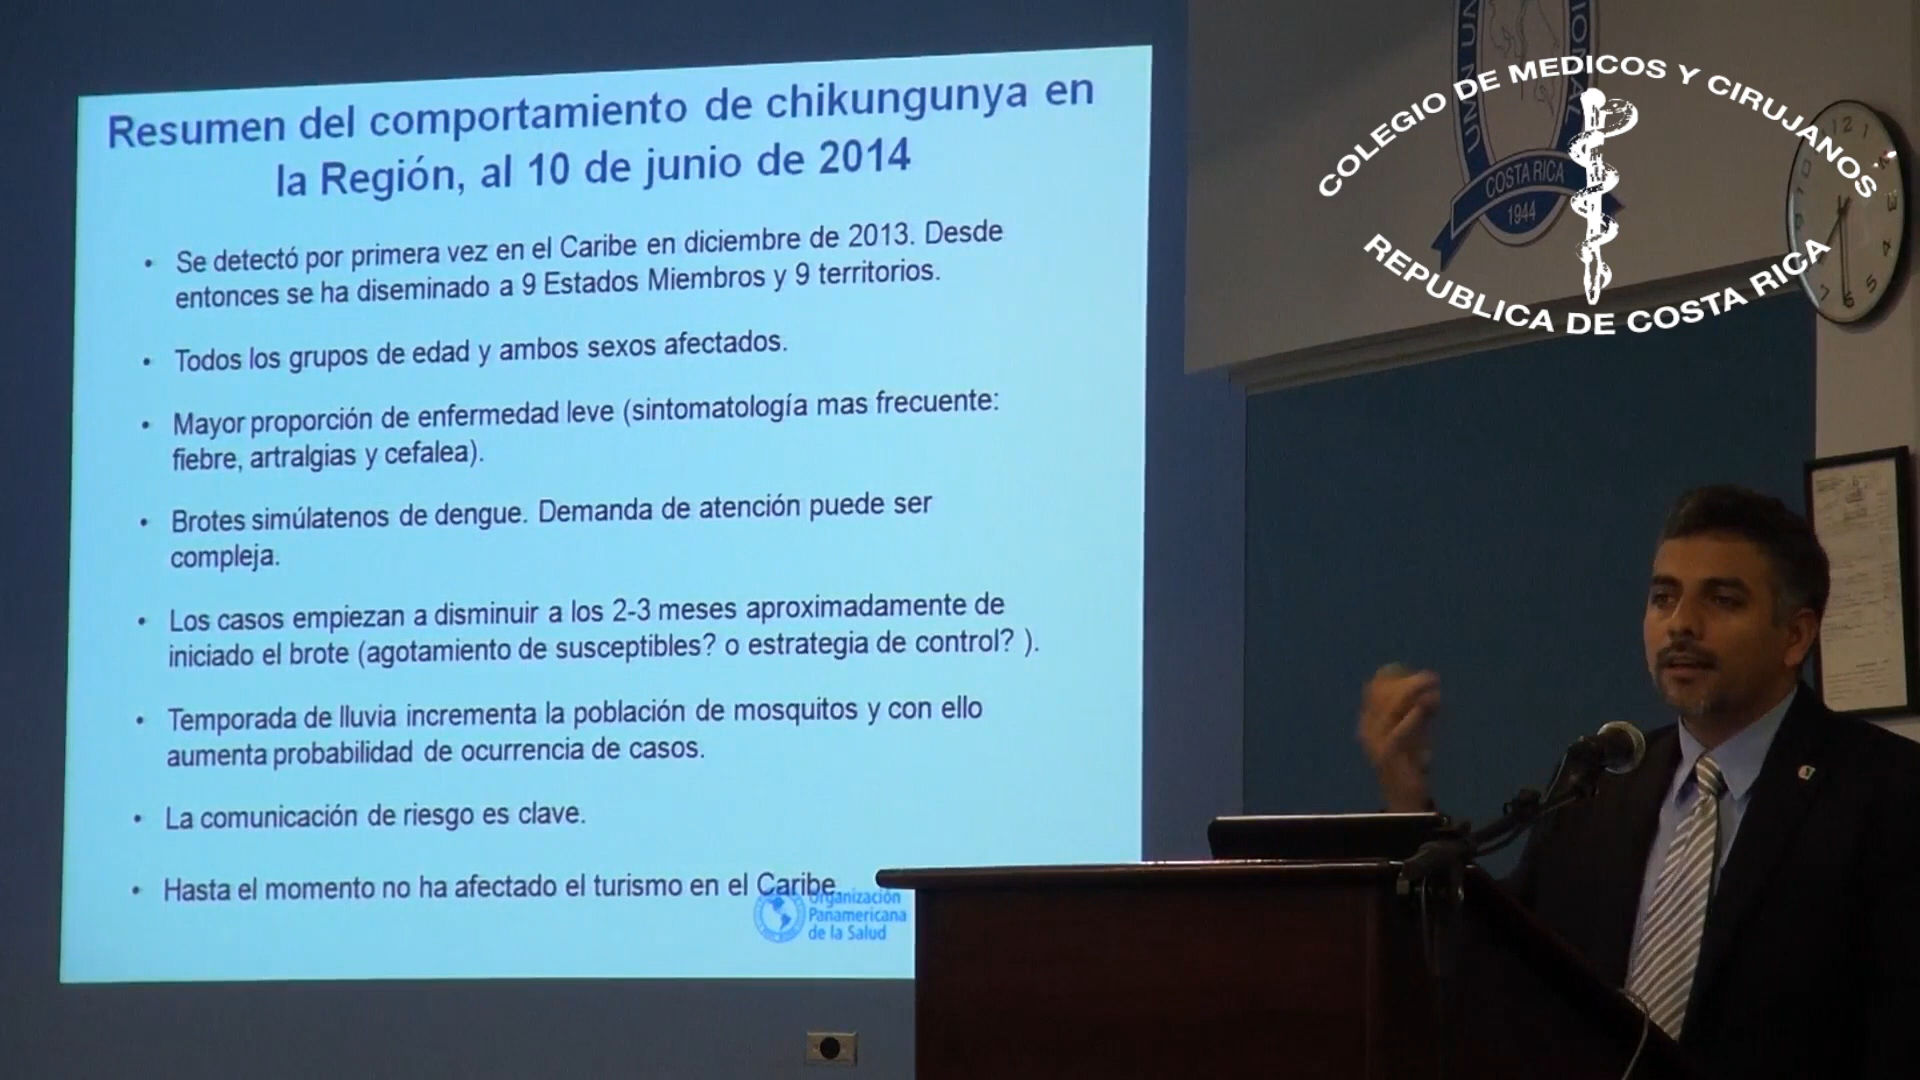 Resumen del comportamiento de chikungunya en
la Región, al 10 de junio de 2014
• Se detectó por primera vez en el Caribe en diciembre de 2013. Desde
entonces se ha diseminado a 9 Estados Miembros y 9 territorios.
• Todos los grupos de edad y ambos sexos afectados.
• Mayor proporción de enfermedad leve (sintomatología mas frecuente:
fiebre, artralgias y cefalea).
• Brotes simúlatenos de dengue. Demanda de atención puede ser
compleja.
• Los casos empiezan a disminuir a los 2-3 meses aproximadamente de
iniciado el brote (agotamiento de susceptibles? o estrategia de control? ).
• Temporada de lluvia incrementa la población de mosquitos y con ello
aumenta probabilidad de ocurrencia de casos.
• La comunicación de riesgo es clave.
• Hasta el momento no ha afectado el turismo en el Caribe
Organización
Panamericana
de la Salud
COLEGIO DE MEDICOS Y CIRUJANOS
REPUBLICA DE COSTA RICA
COSTA RICA
1944
12
1
3
4
5
6
7